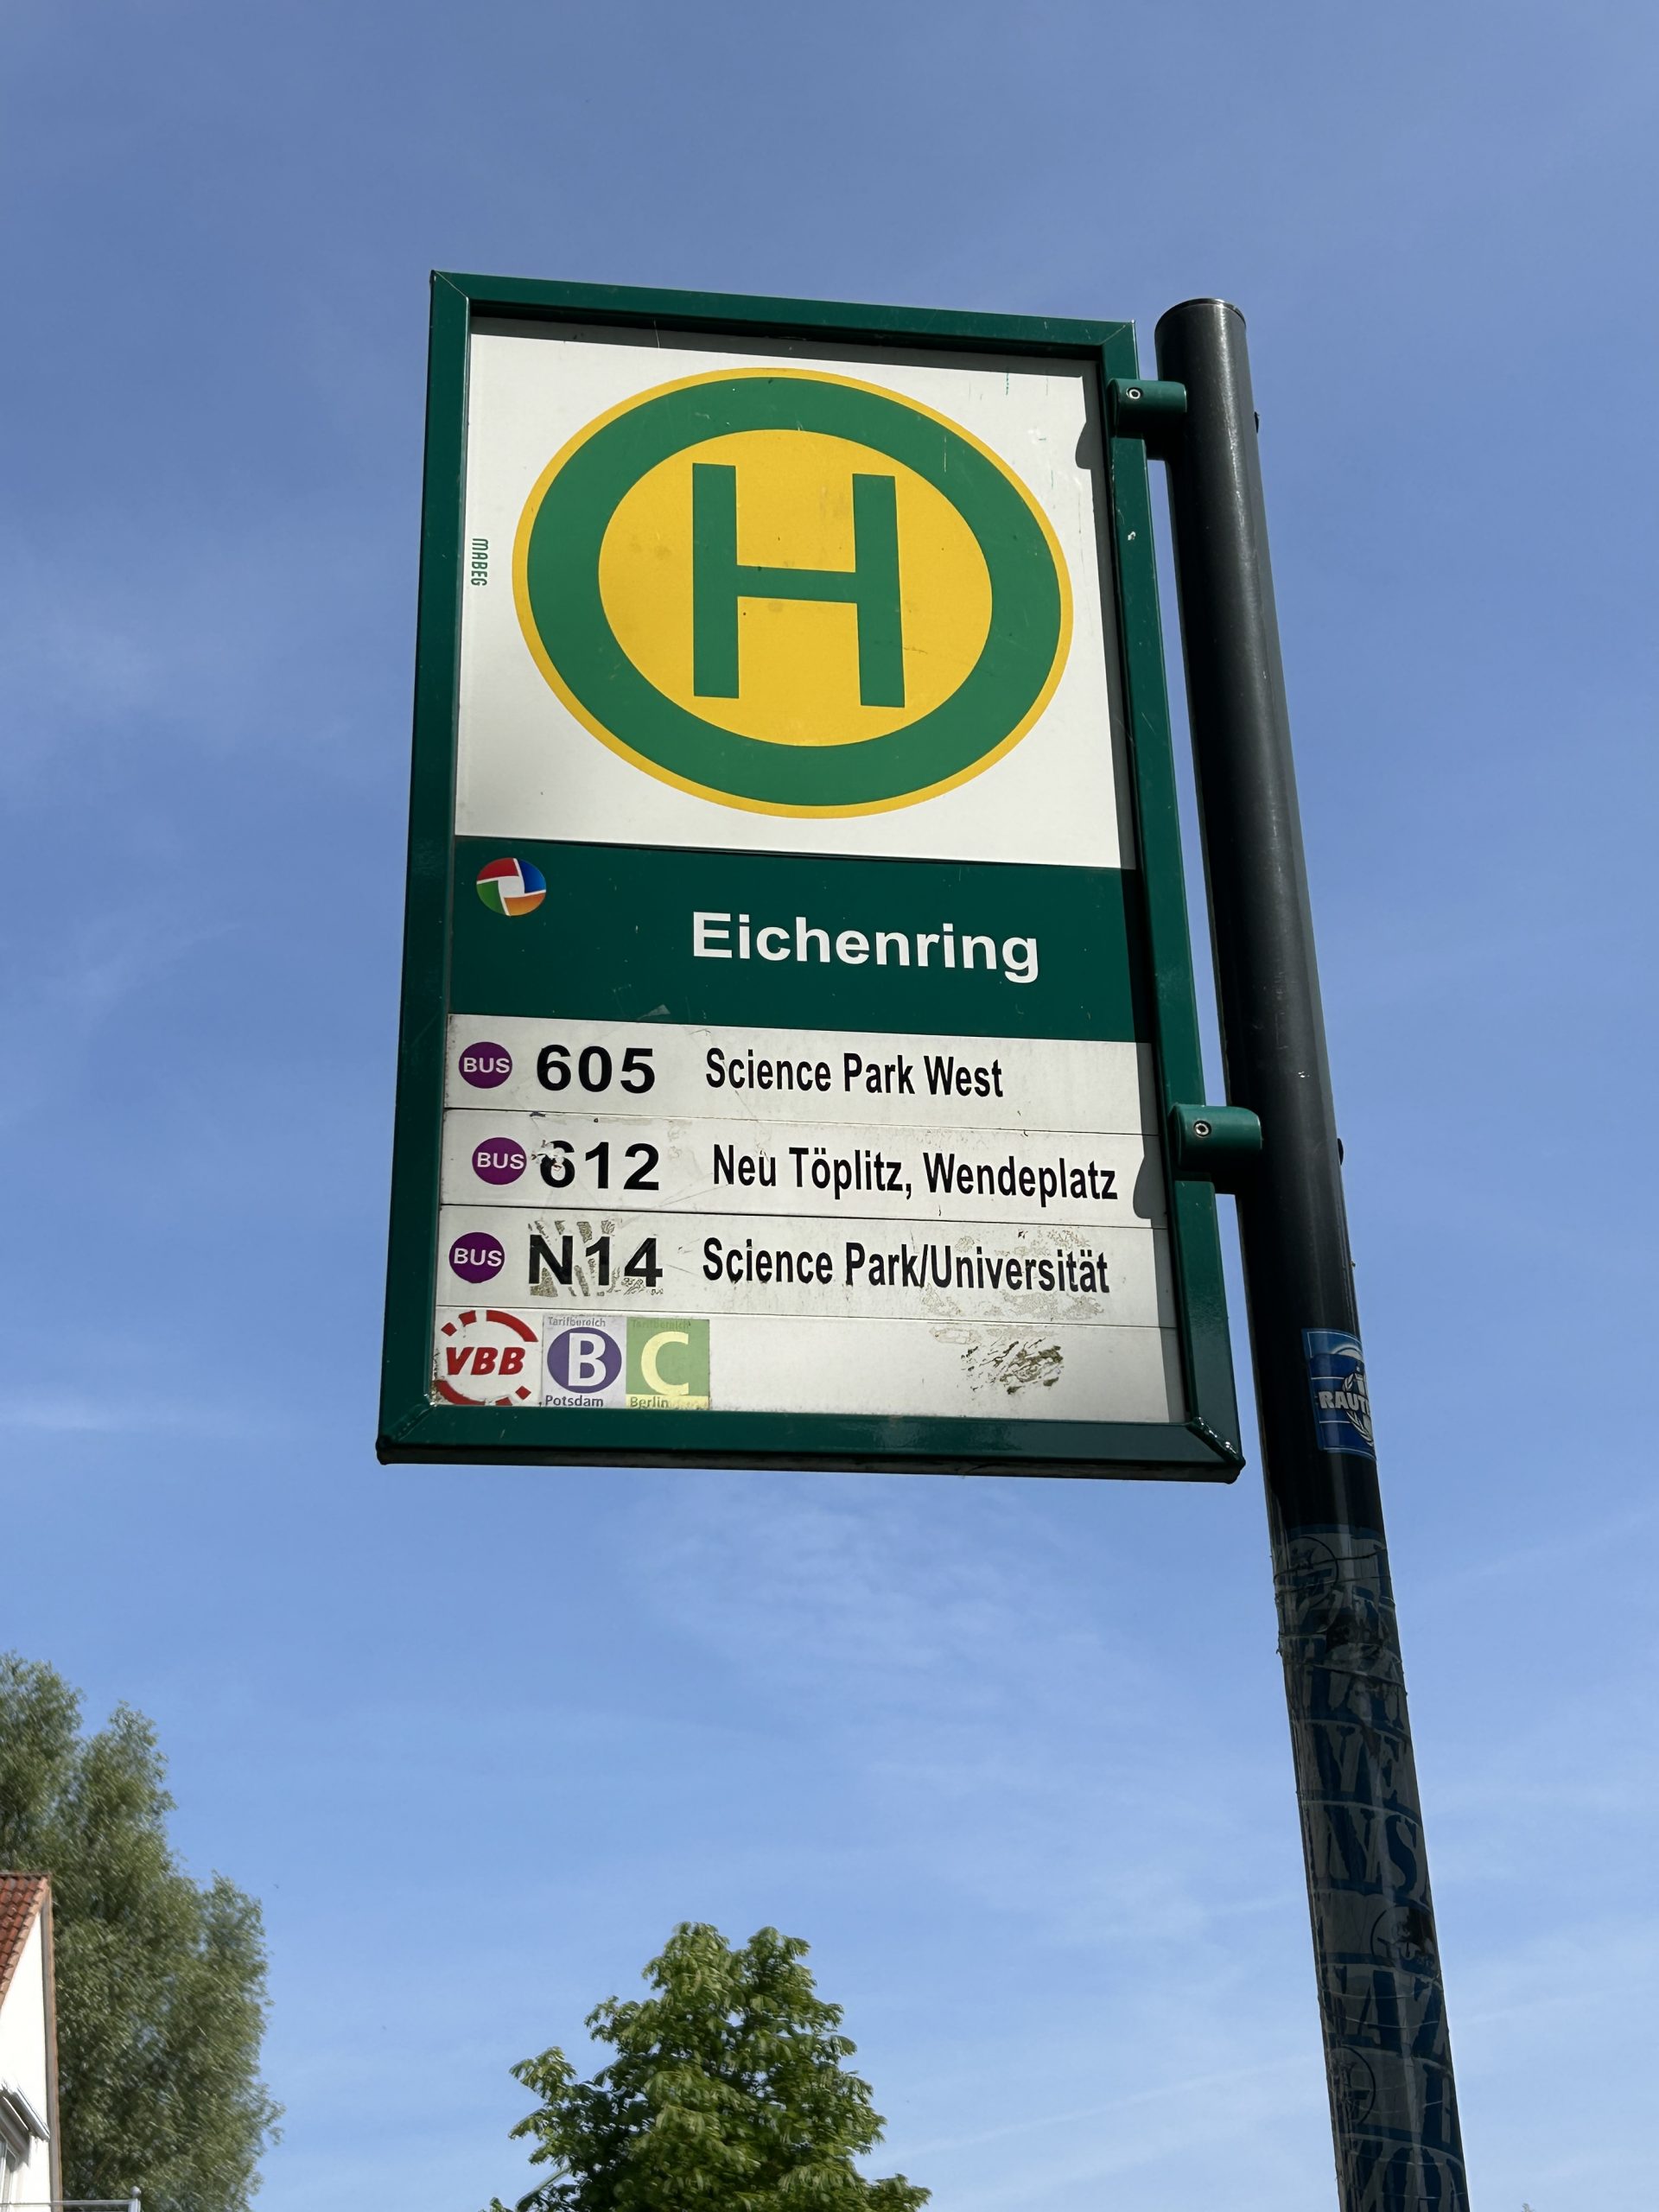 H
MABEG
Eichenring
BUS 605 Science Park West
BUS 612 Neu Töplitz, Wendeplatz
BUS N14 Science Park/Universität
VBB
Tarifbereich
B
Potsdam
Tarifbereich
C
Berlin